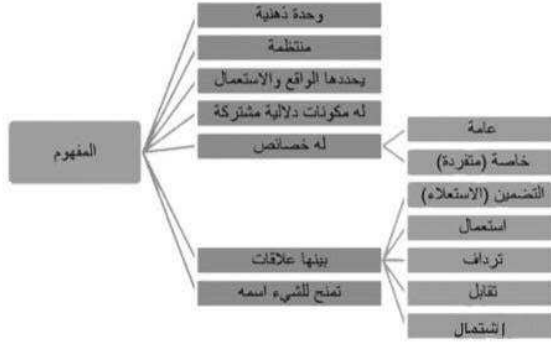 المفهوم
وحدة ذهنية
منتظمة
يحددها الواقع والاستعمال
له مكونات دلالية مشتركة
له خصائص
عامة
خاصة (متفردة)
بينها علاقات
التضمين (الاستعلاء)
استعمال
ترداف
تقابل
إشتمال
تمنح للشيء اسمه